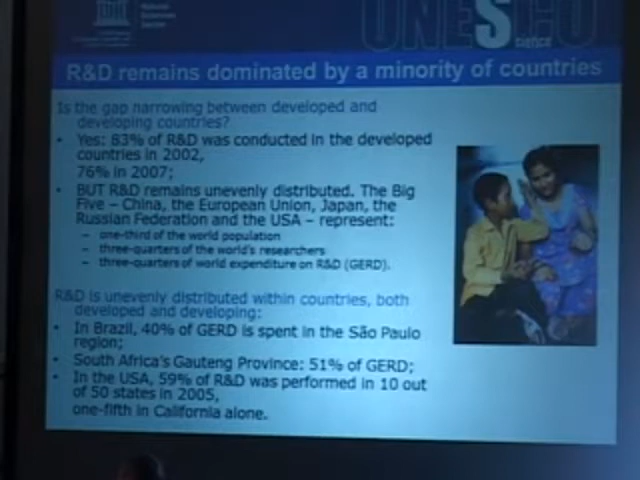 UNESCO
R&D remains dominated by a minority of countries
Is the gap narrowing between developed and
developing countries?
• Yes: 83% of R&D was conducted in the developed
countries in 2002,
76% in 2007;
• BUT R&D remains unevenly distributed. The Big
Five – China, the European Union, Japan, the
Russian Federation and the USA – represent:
– one-third of the world population
– three-quarters of the world's researchers
– three-quarters of world expenditure on R&D (GERD).
R&D is unevenly distributed within countries, both
developed and developing:
• In Brazil, 40% of GERD is spent in the São Paulo
region;
• South Africa's Gauteng Province: 51% of GERD;
• In the USA, 59% of R&D was performed in 10 out
of 50 states in 2005,
one-fifth in California alone.